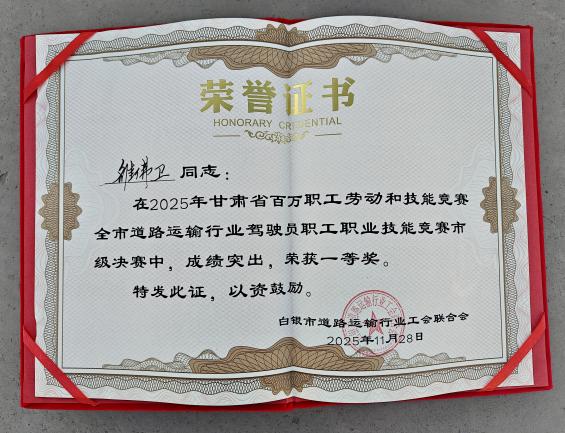 荣誉证书
HONORARY CREDENTIAL
同志：
在2025年甘肃省百万职工劳动和技能竞赛
全市道路运输行业驾驶员职工职业技能竞赛市
级决赛中，成绩突出，荣获一等奖。
特发此证，以资鼓励。
白银市道路运输行业工会联合会
2025年11月28日